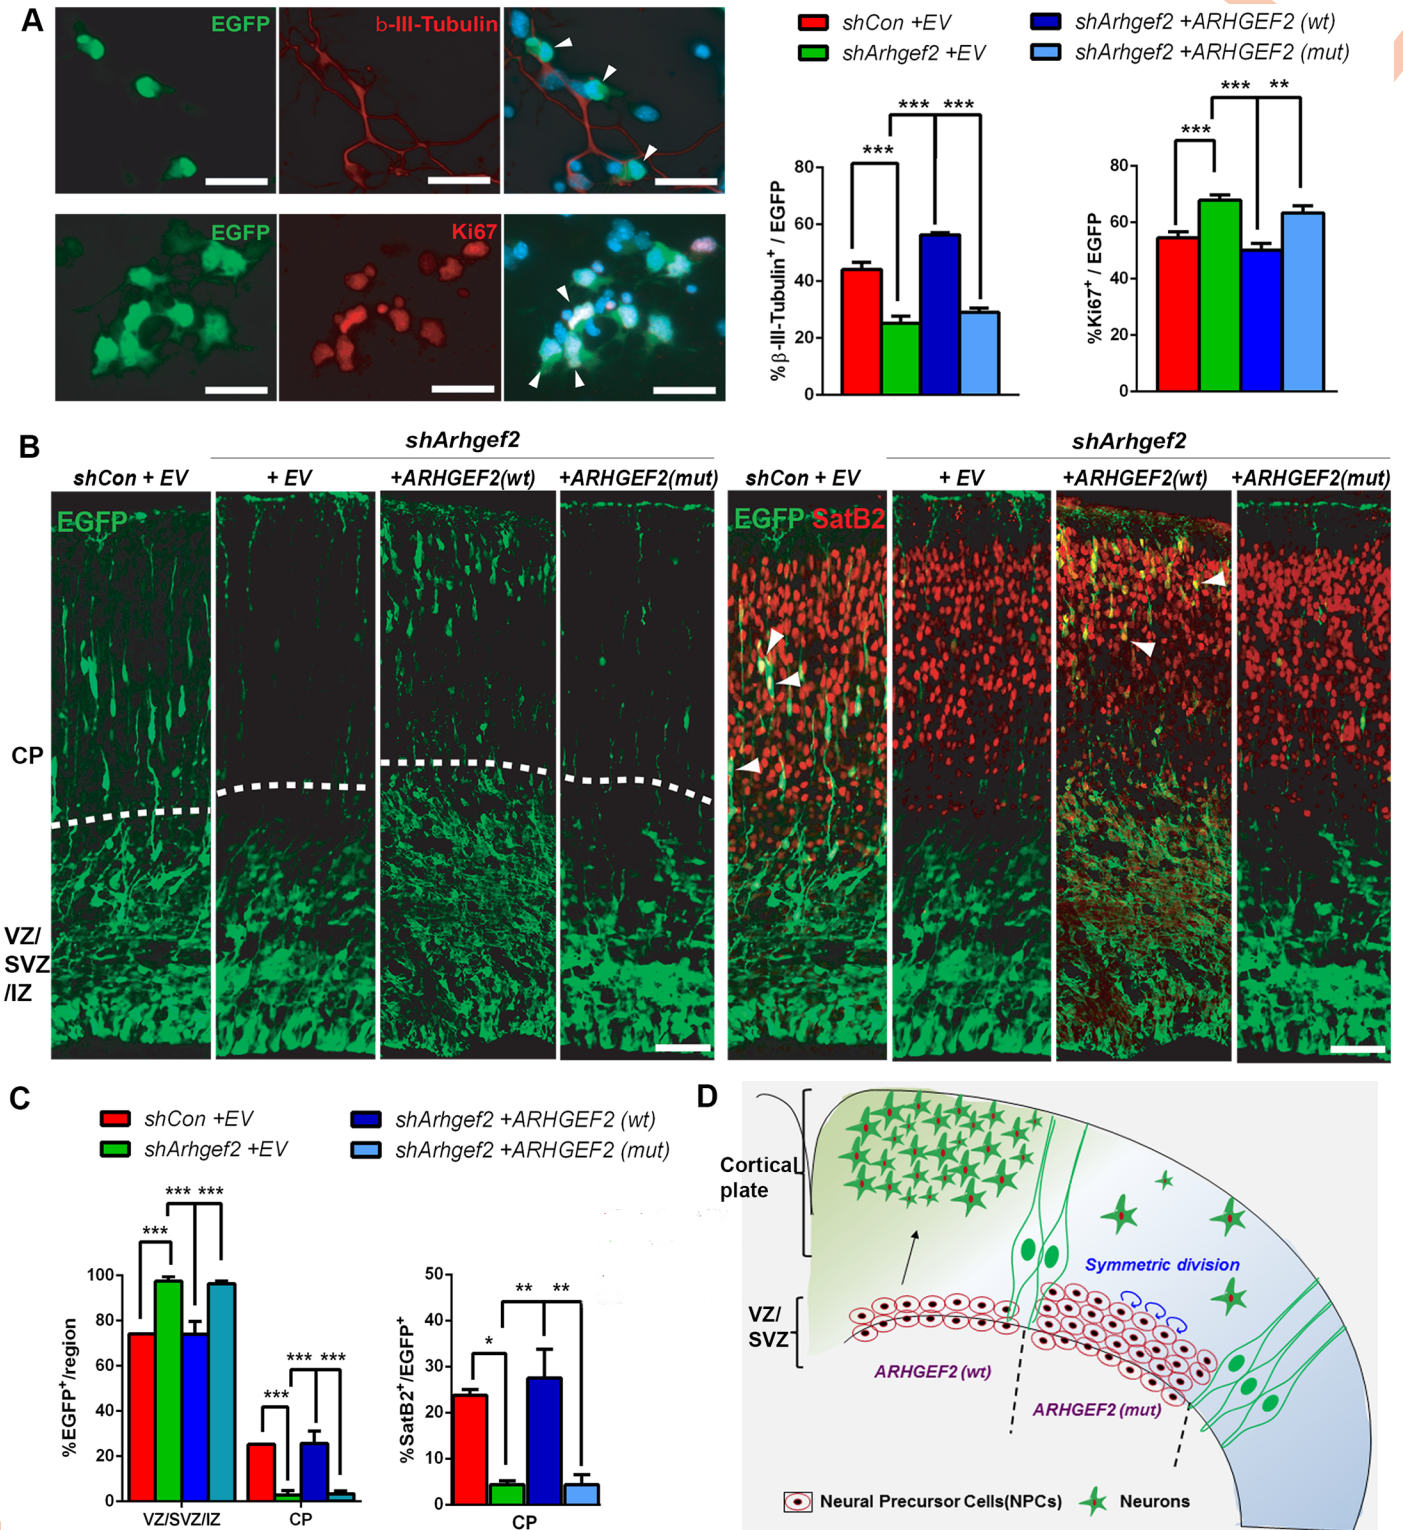 A
EGFP
b-III-Tubulin
EGFP
Ki67
shCon +EV
shArhgef2 +EV
shArhgef2 +ARHGEF2 (wt)
shArhgef2 +ARHGEF2 (mut)
%β-III-Tubulin+ / EGFP
80
60
40
20
0
***
*** ***
%Ki67+ / EGFP
80
60
40
20
0
***
*** **
B
shArhgef2
shArhgef2
shCon + EV
+ EV
+ARHGEF2(wt)
+ARHGEF2(mut)
shCon + EV
+ EV
+ARHGEF2(wt)
+ARHGEF2(mut)
EGFP
EGFP SatB2
CP
VZ/
SVZ
/IZ
C
shCon +EV
shArhgef2 +EV
shArhgef2 +ARHGEF2 (wt)
shArhgef2 +ARHGEF2 (mut)
%EGFP+/region
100
80
60
40
20
0
***
*** ***
***
*** ***
VZ/SVZ/IZ
CP
%SatB2+/EGFP+
50
40
30
20
10
0
*
** **
CP
D
Cortical
plate
VZ/
SVZ
Symmetric division
ARHGEF2 (wt)
ARHGEF2 (mut)
Neural Precursor Cells(NPCs)
Neurons